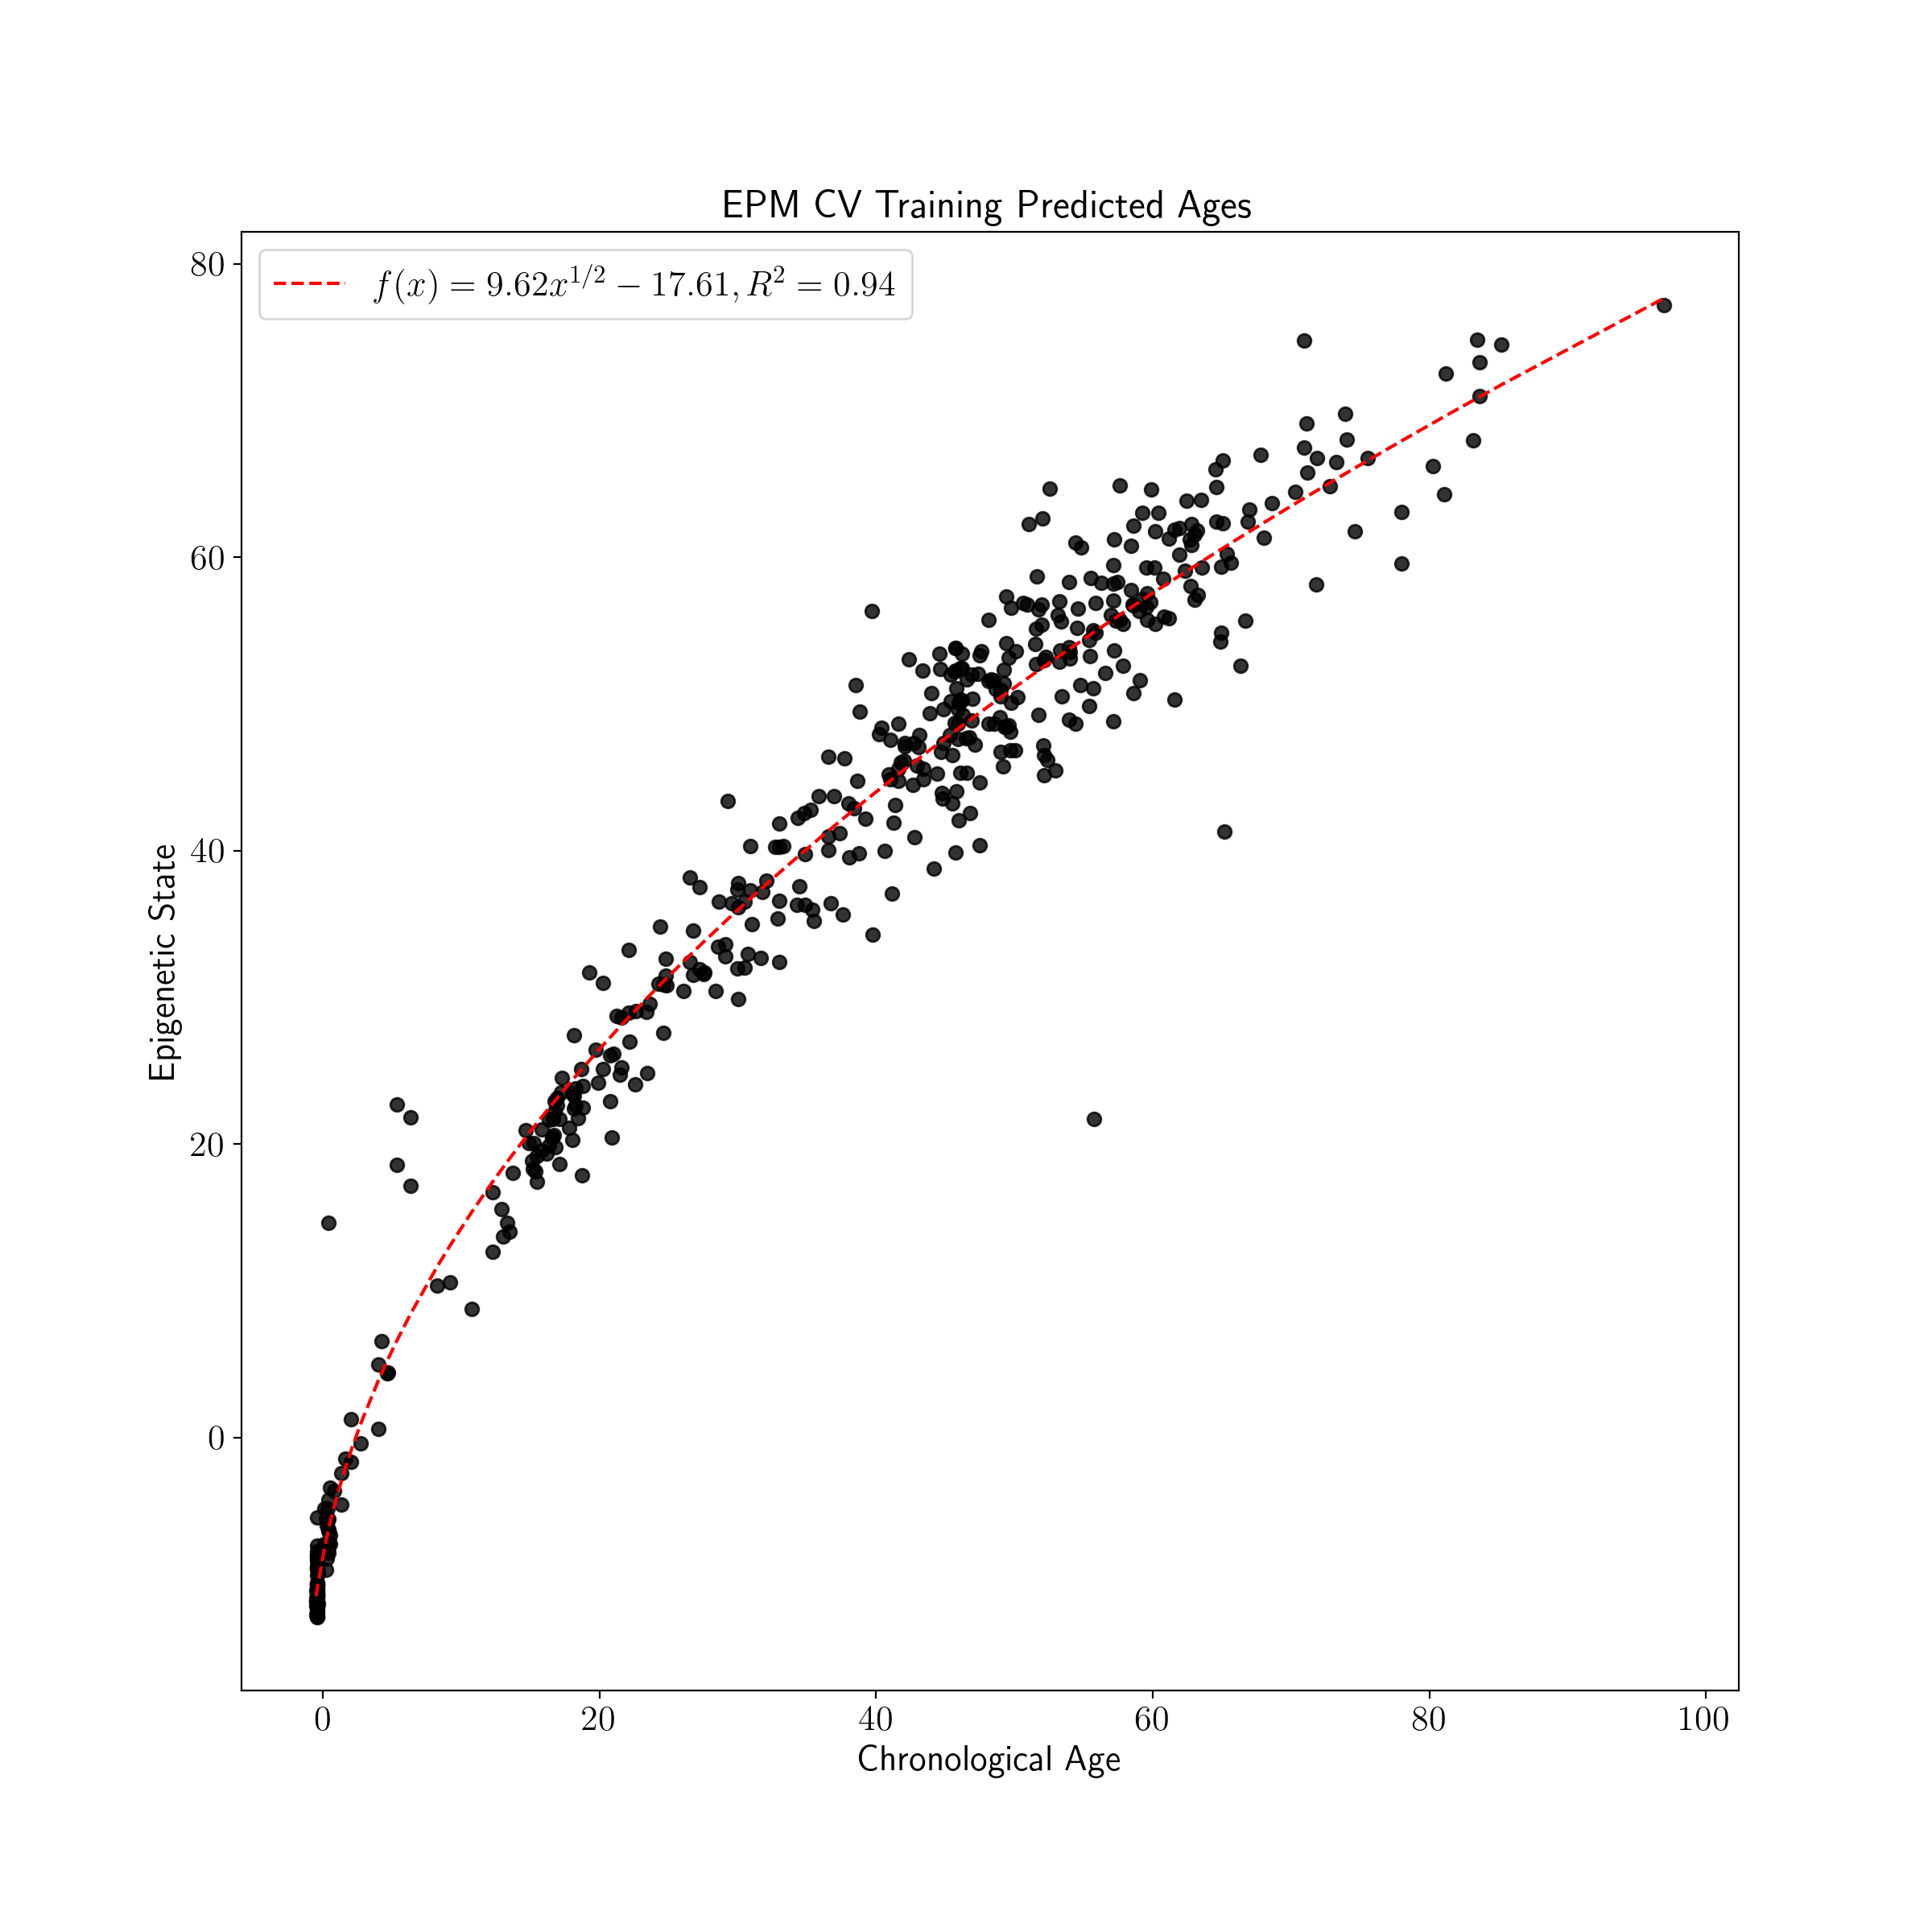 EPM CV Training Predicted Ages
f(x) = 9.62x^{1/2} − 17.61, R^2 = 0.94
80
60
40
20
0
Epigenetic State
0 20 40 60 80 100
Chronological Age